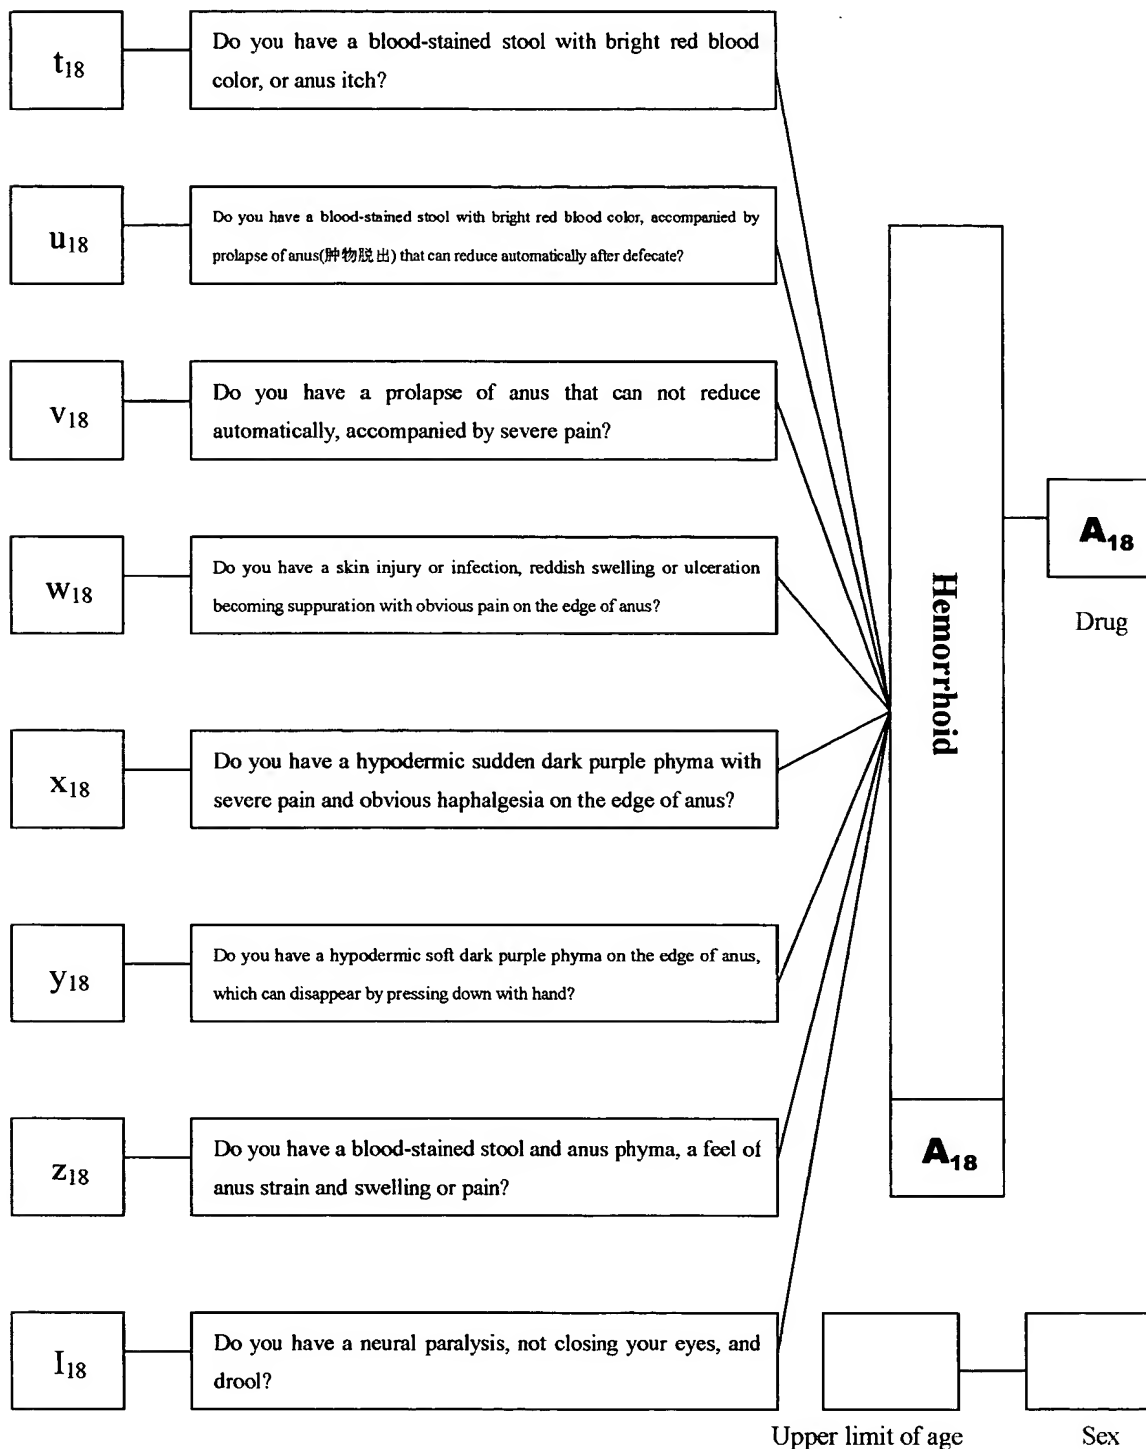 t18
Do you have a blood-stained stool with bright red blood
color, or anus itch?
u18
Do you have a blood-stained stool with bright red blood color, accompanied by
prolapse of anus(肿物脱出) that can reduce automatically after defecate?
v18
Do you have a prolapse of anus that can not reduce
automatically, accompanied by severe pain?
w18
Do you have a skin injury or infection, reddish swelling or ulceration
becoming suppuration with obvious pain on the edge of anus?
x18
Do you have a hypodermic sudden dark purple phyma with
severe pain and obvious haphalgesia on the edge of anus?
y18
Do you have a hypodermic soft dark purple phyma on the edge of anus,
which can disappear by pressing down with hand?
z18
Do you have a blood-stained stool and anus phyma, a feel of
anus strain and swelling or pain?
I18
Do you have a neural paralysis, not closing your eyes, and
drool?
Hemorrhoid
A18
A18
Drug
Upper limit of age
Sex